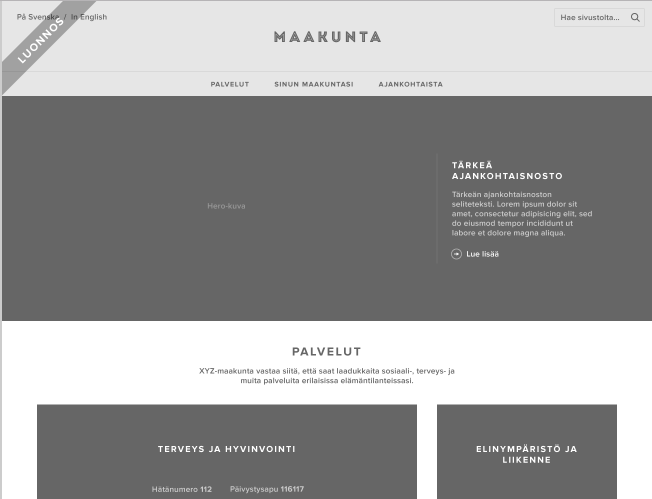 På Svenska / In English
LUONNOS
Hae sivustolta...
MAAKUNTA
PALVELUT SINUN MAAKUNTASI AJANKOHTAISTA
Hero-kuva
TÄRKEÄ
AJANKOHTAISNOSTO
Tärkeän ajankohtaisnoston
seliteteksti. Lorem ipsum dolor sit
amet, consectetur adipisicing elit, sed
do eiusmod tempor incididunt ut
labore et dolore magna aliqua.
Lue lisää
PALVELUT
XYZ-maakunta vastaa siitä, että saat laadukkaita sosiaali-, terveys- ja
muita palveluita erilaisissa elämäntilanteissasi.
TERVEYS JA HYVINVOINTI
Hätänumero 112 Päivystysapu 116117
ELINYMPÄRISTÖ JA
LIIKENNE